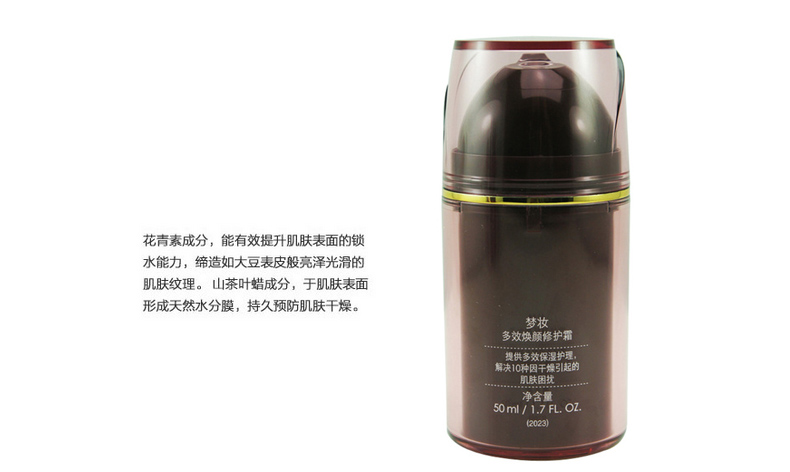 花青素成分，能有效提升肌肤表面的锁
水能力，缔造如大豆表皮般亮泽光滑的
肌肤纹理。 山茶叶蜡成分，于肌肤表面
形成天然水分膜，持久预防肌肤干燥。
梦妆
多效焕颜修护霜
提供多效保湿护理，
解决10种因干燥引起的
肌肤困扰
净含量
50 ml / 1.7 FL. OZ.
(2023)